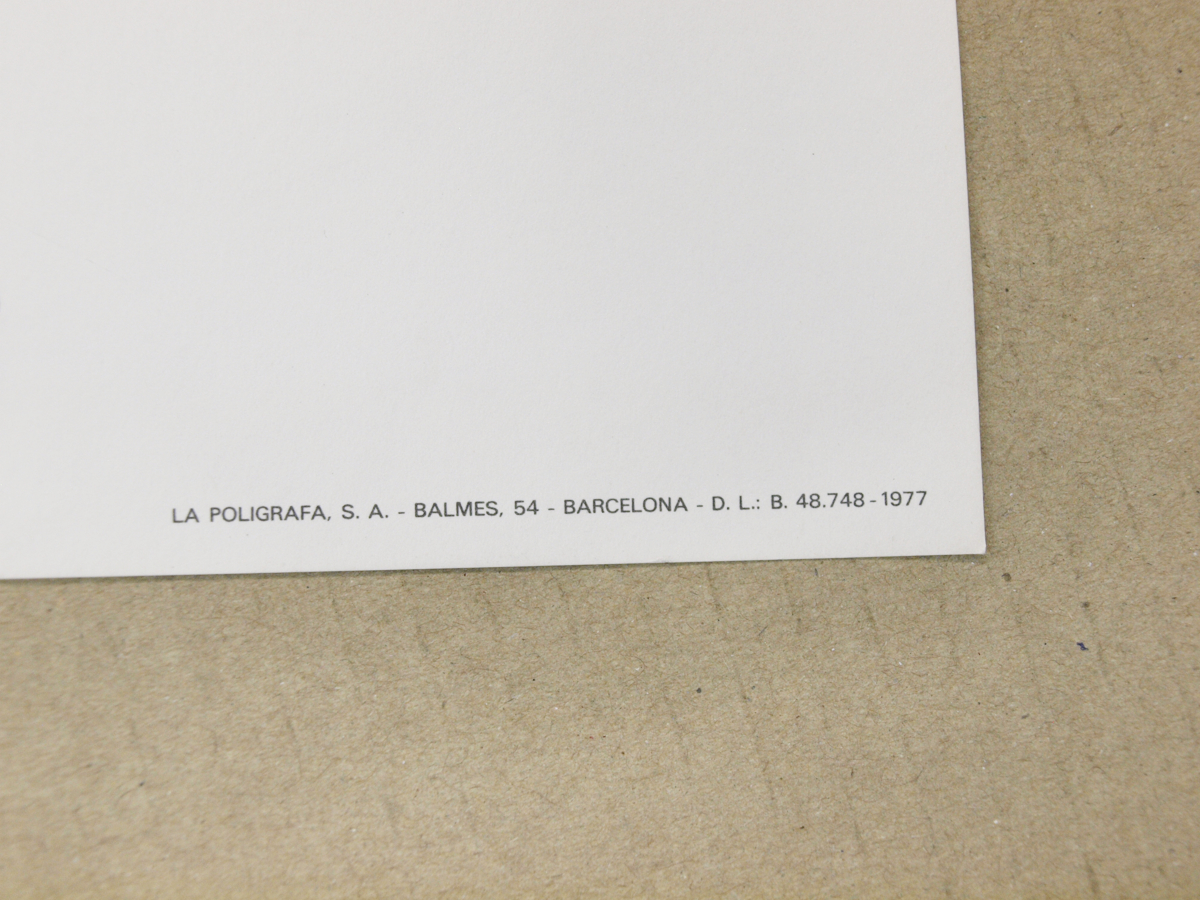 LA POLIGRAFA, S. A. - BALMES, 54 - BARCELONA - D. L.: B. 48.748 - 1977